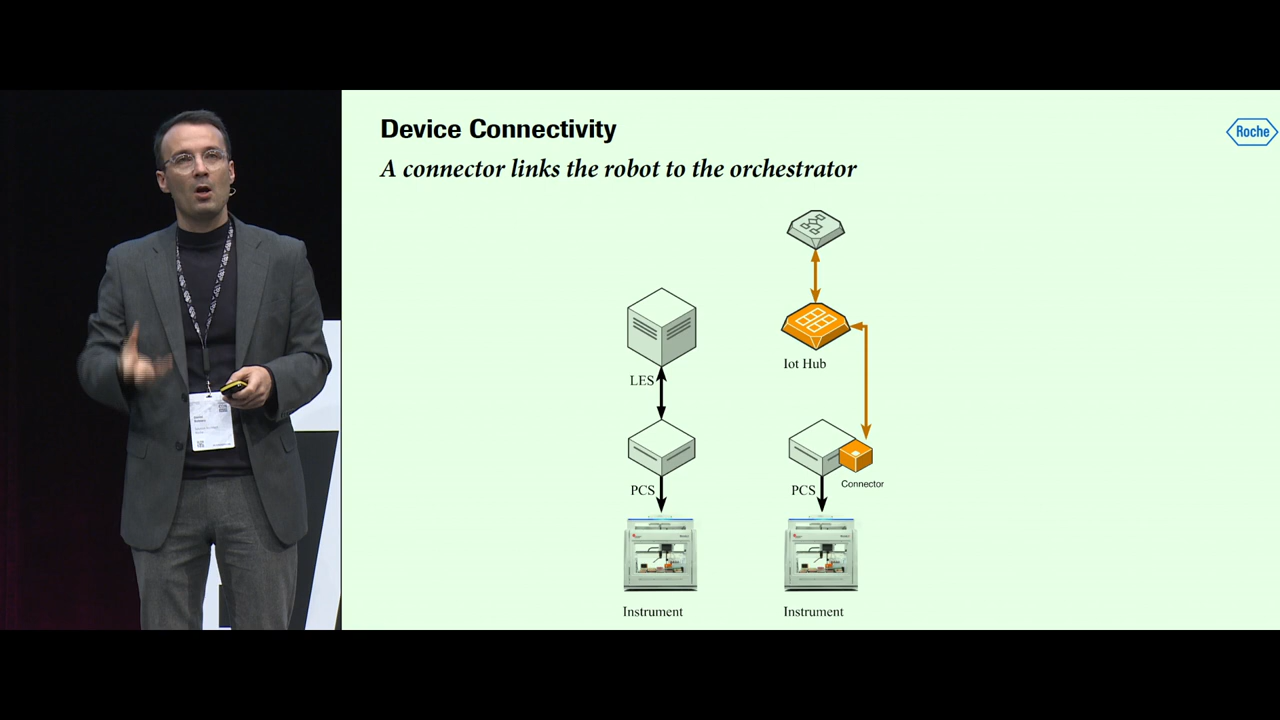 Device Connectivity
Roche
A connector links the robot to the orchestrator
Iot Hub
LES
PCS
PCS
Connector
Instrument
Instrument